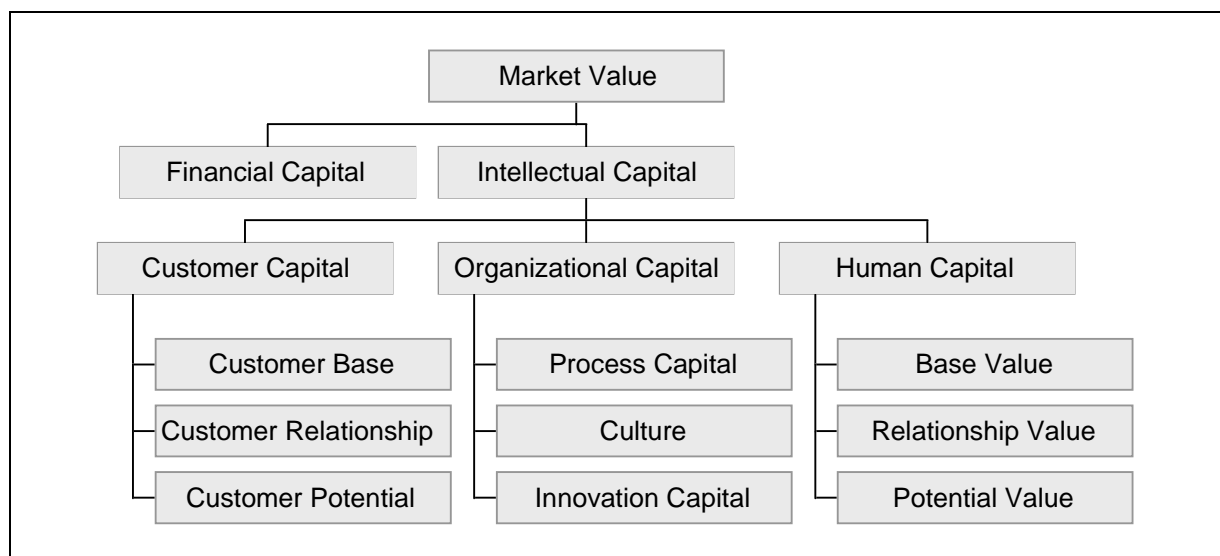 Market Value
Financial Capital
Intellectual Capital
Customer Capital
Organizational Capital
Human Capital
Customer Base
Process Capital
Base Value
Customer Relationship
Culture
Relationship Value
Customer Potential
Innovation Capital
Potential Value